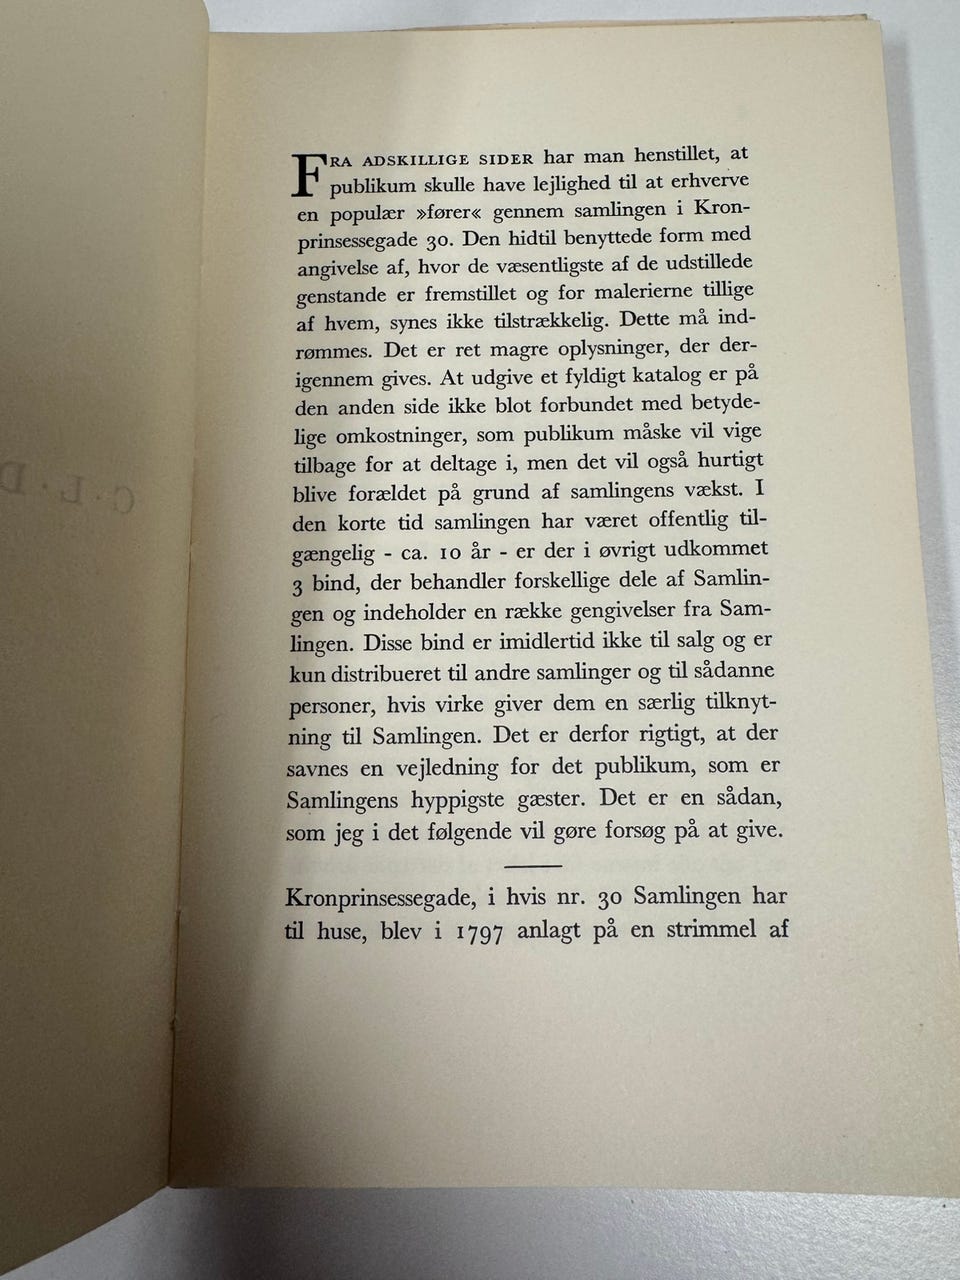 FRA ADSKILLIGE SIDER har man henstillet, at
publikum skulle have lejlighed til at erhverve
en populær »fører« gennem samlingen i Kron-
prinsessegade 30. Den hidtil benyttede form med
angivelse af, hvor de væsentligste af de udstillede
genstande er fremstillet og for malerierne tillige
af hvem, synes ikke tilstrækkelig. Dette må ind-
rømmes. Det er ret magre oplysninger, der der-
igennem gives. At udgive et fyldigt katalog er på
den anden side ikke blot forbundet med betyde-
lige omkostninger, som publikum måske vil vige
tilbage for at deltage i, men det vil også hurtigt
blive forældet på grund af samlingens vækst. I
den korte tid samlingen har været offentlig til-
gængelig - ca. 10 år - er der i øvrigt udkommet
3 bind, der behandler forskellige dele af Samlin-
gen og indeholder en række gengivelser fra Sam-
lingen. Disse bind er imidlertid ikke til salg og er
kun distribueret til andre samlinger og til sådanne
personer, hvis virke giver dem en særlig tilknyt-
ning til Samlingen. Det er derfor rigtigt, at der
savnes en vejledning for det publikum, som er
Samlingens hyppigste gæster. Det er en sådan,
som jeg i det følgende vil gøre forsøg på at give.
Kronprinsessegade, i hvis nr. 30 Samlingen har
til huse, blev i 1797 anlagt på en strimmel af